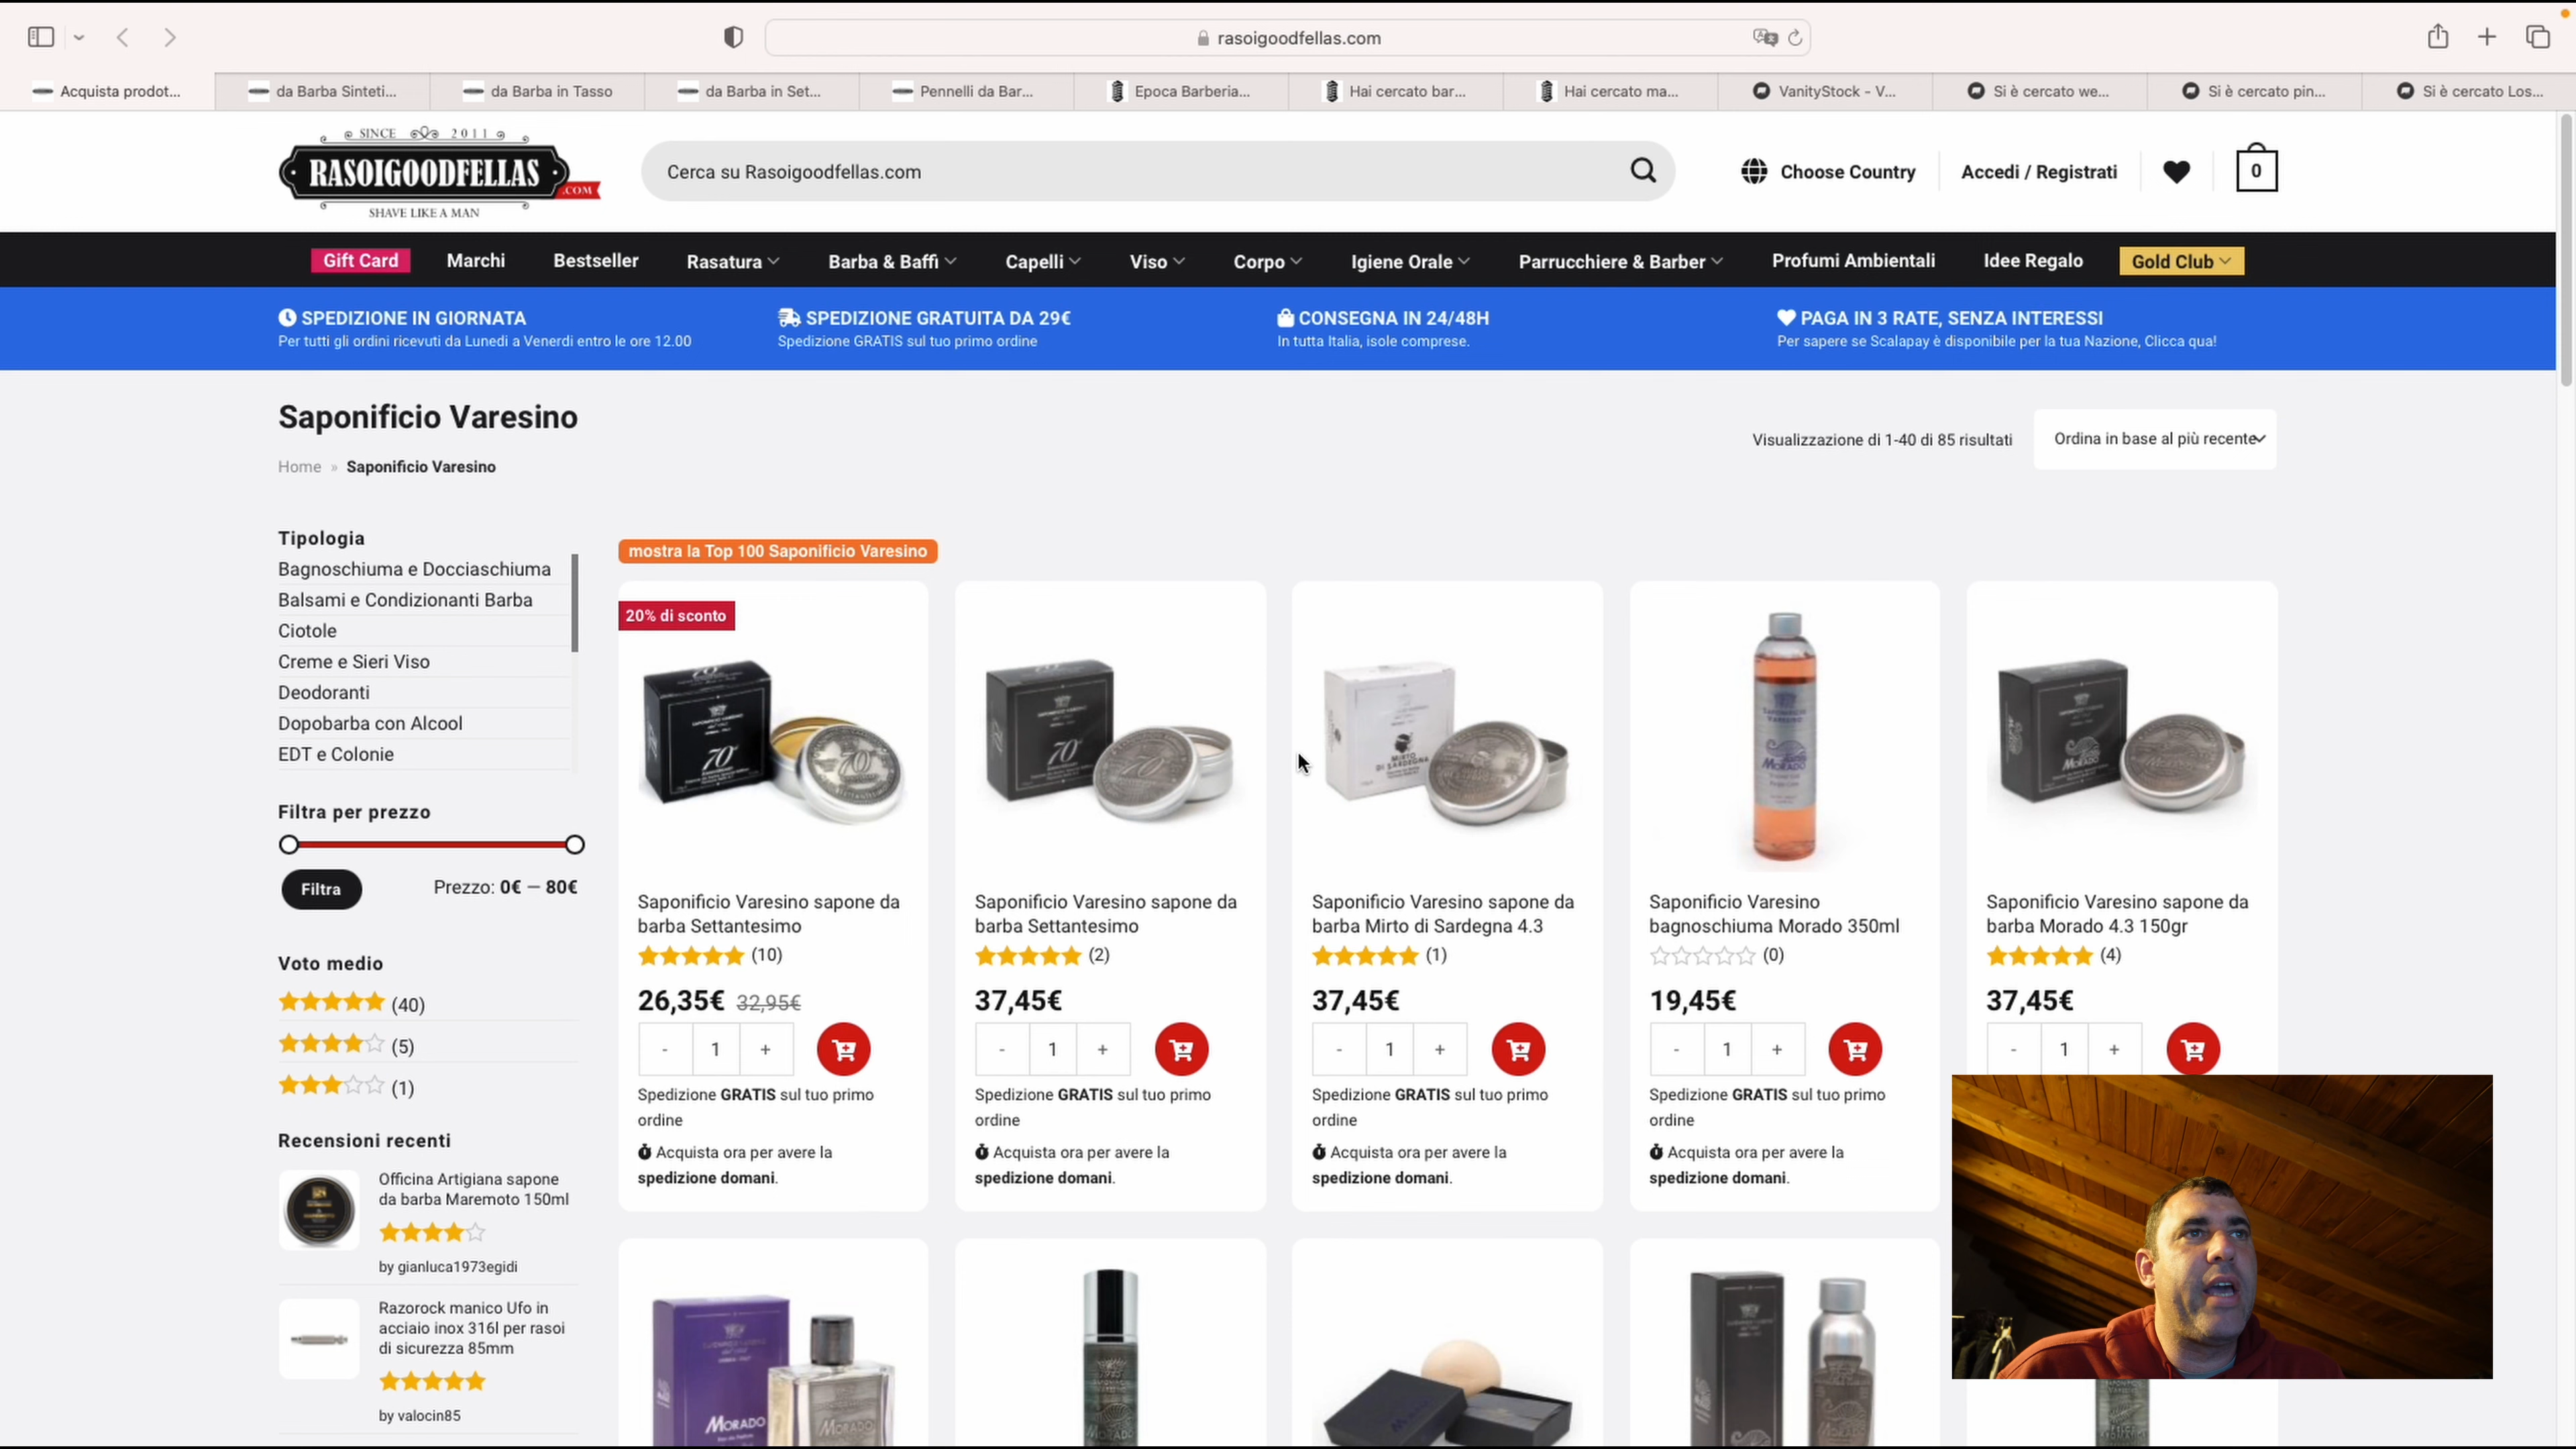 rasoigoodfellas.com
Acquista prodot...
da Barba Sinteti...
da Barba in Tasso
da Barba in Set...
Pennelli da Bar...
Epoca Barberia...
Hai cercato bar...
Hai cercato ma...
VanityStock - V...
Si è cercato we...
Si è cercato pin...
Si è cercato Los...
SINCE 2011
RASOIGOODFELLAS
.COM
SHAVE LIKE A MAN
Cerca su Rasoigoodfellas.com
Choose Country
Accedi / Registrati
0
Gift Card
Marchi
Bestseller
Rasatura
Barba & Baffi
Capelli
Viso
Corpo
Igiene Orale
Parrucchiere & Barber
Profumi Ambientali
Idee Regalo
Gold Club
SPEDIZIONE IN GIORNATA
Per tutti gli ordini ricevuti da Lunedi a Venerdi entro le ore 12.00
SPEDIZIONE GRATUITA DA 29€
Spedizione GRATIS sul tuo primo ordine
CONSEGNA IN 24/48H
In tutta Italia, isole comprese.
PAGA IN 3 RATE, SENZA INTERESSI
Per sapere se Scalapay è disponibile per la tua Nazione, Clicca qua!
Saponificio Varesino
Home » Saponificio Varesino
Visualizzazione di 1-40 di 85 risultati
Ordina in base al più recente
Tipologia
Bagnoschiuma e Docciaschiuma
Balsami e Condizionanti Barba
Ciotole
Creme e Sieri Viso
Deodoranti
Dopobarba con Alcool
EDT e Colonie
Filtra per prezzo
Filtra
Prezzo: 0€ — 80€
Voto medio
(40)
(5)
(1)
Recensioni recenti
Officina Artigiana sapone
da barba Maremoto 150ml
by gianluca1973egidi
Razorock manico Ufo in
acciaio inox 316l per rasoi
di sicurezza 85mm
by valocin85
mostra la Top 100 Saponificio Varesino
20% di sconto
70
70
Saponificio Varesino sapone da
barba Settantesimo
(10)
26,35€ 32,95€
- 1 +
Spedizione GRATIS sul tuo primo
ordine
Acquista ora per avere la
spedizione domani.
70
70
Saponificio Varesino sapone da
barba Settantesimo
(2)
37,45€
- 1 +
Spedizione GRATIS sul tuo primo
ordine
Acquista ora per avere la
spedizione domani.
MIRTO
DI SARDEGNA
Saponificio Varesino sapone da
barba Mirto di Sardegna 4.3
(1)
37,45€
- 1 +
Spedizione GRATIS sul tuo primo
ordine
Acquista ora per avere la
spedizione domani.
SAPONIFICIO
VARESINO
MORADO
Saponificio Varesino
bagnoschiuma Morado 350ml
(0)
19,45€
- 1 +
Spedizione GRATIS sul tuo primo
ordine
Acquista ora per avere la
spedizione domani.
MORADO
Saponificio Varesino sapone da
barba Morado 4.3 150gr
(4)
37,45€
- 1 +
MORADO
MORADO